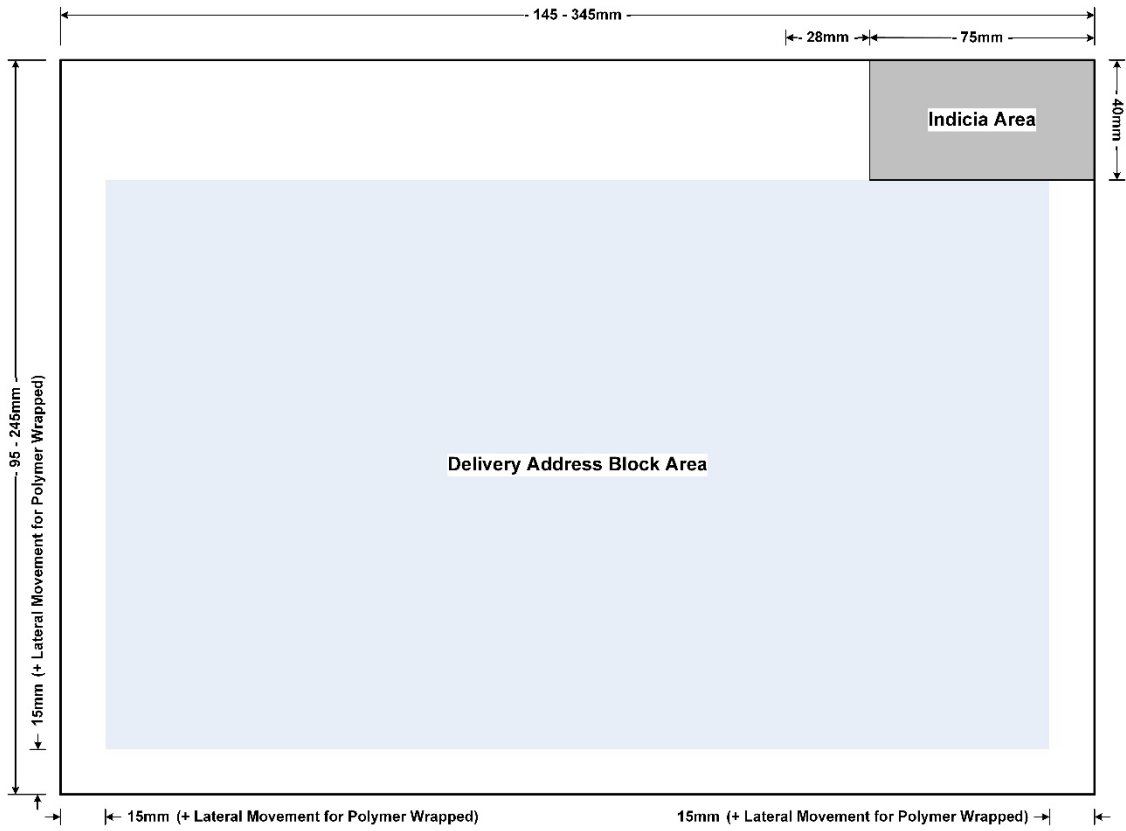 - 145 - 345mm -
- 28mm -
- 75mm -
Indicia Area
- 40mm -
- 95 - 245mm -
15mm (+ Lateral Movement for Polymer Wrapped)
Delivery Address Block Area
15mm (+ Lateral Movement for Polymer Wrapped)
15mm (+ Lateral Movement for Polymer Wrapped)